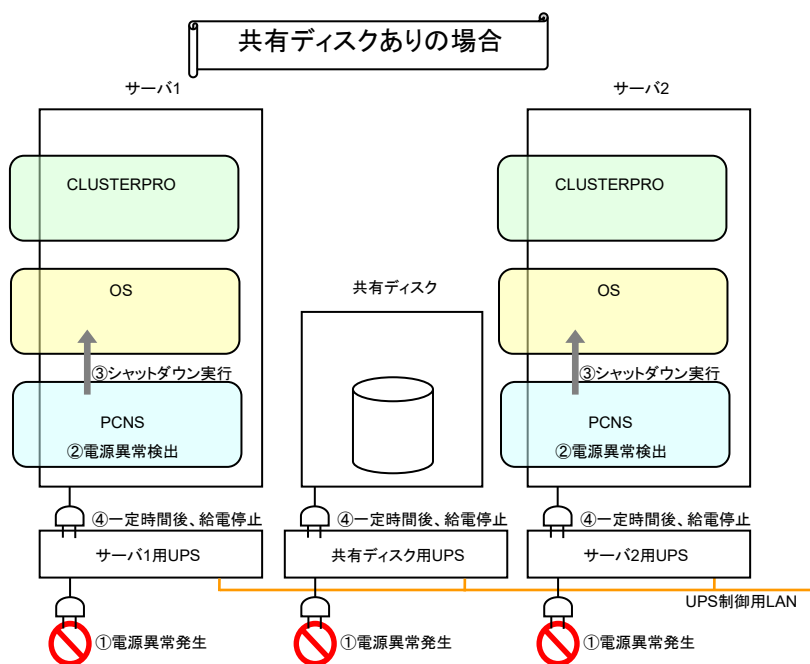 共有ディスクありの場合
サーバ1
サーバ2
CLUSTERPRO
CLUSTERPRO
OS
OS
共有ディスク
③シャットダウン実行
③シャットダウン実行
PCNS
PCNS
②電源異常検出
②電源異常検出
④一定時間後、給電停止
④一定時間後、給電停止
④一定時間後、給電停止
サーバ1用UPS
共有ディスク用UPS
サーバ2用UPS
UPS制御用LAN
①電源異常発生
①電源異常発生
①電源異常発生